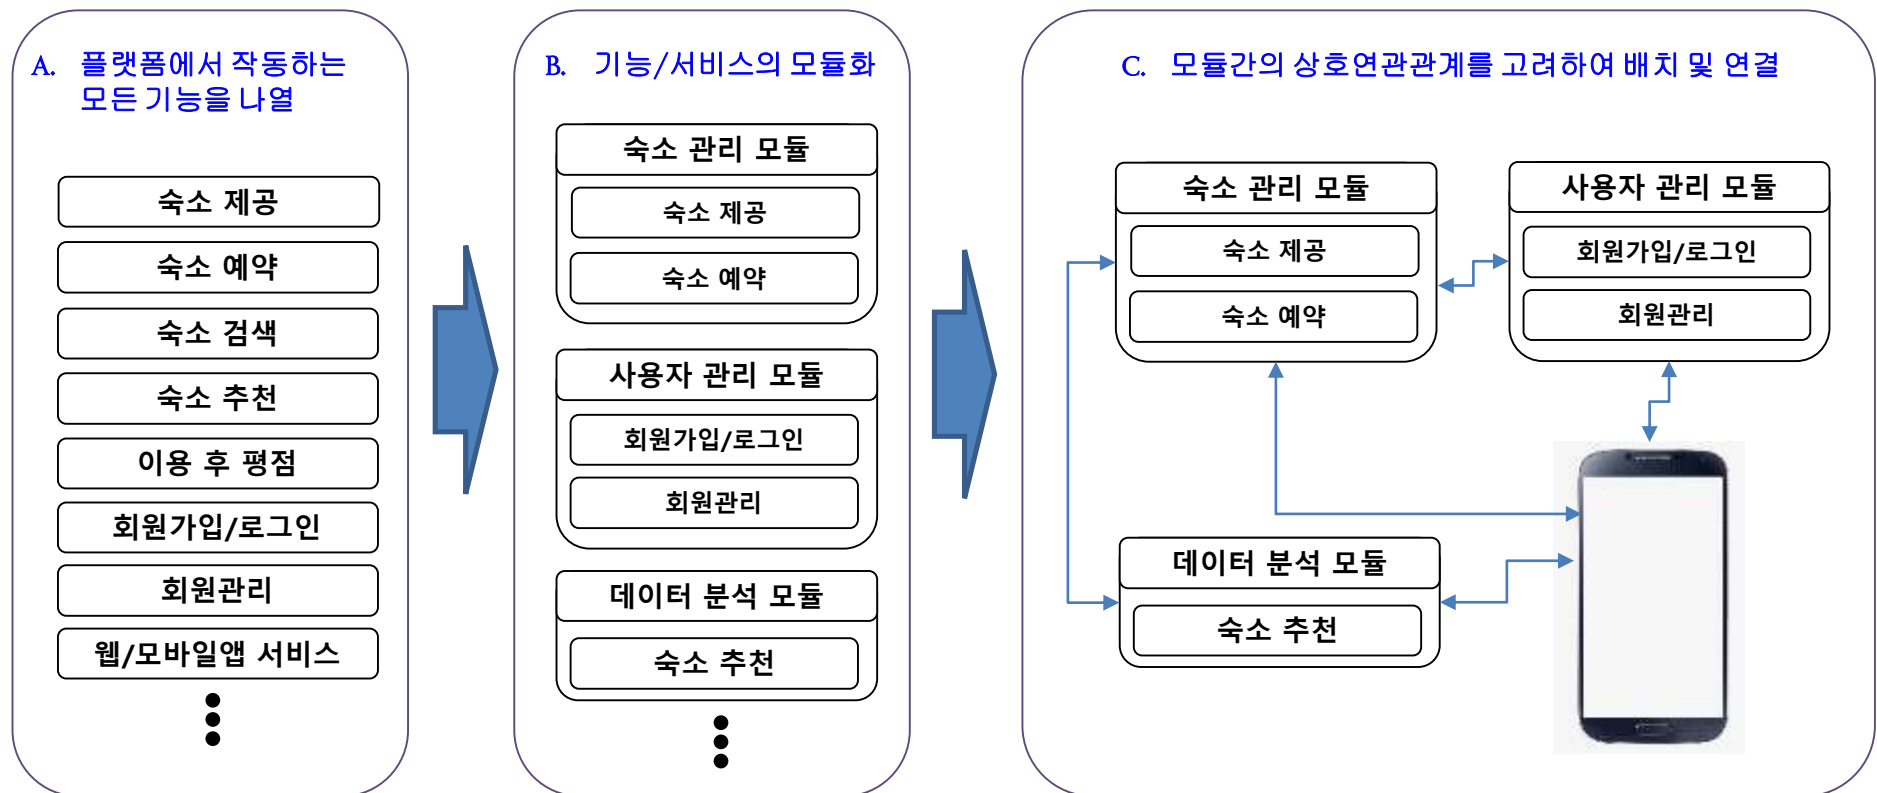 A. 플랫폼에서 작동하는
모든 기능을 나열
숙소 제공
숙소 예약
숙소 검색
숙소 추천
이용 후 평점
회원가입/로그인
회원관리
웹/모바일앱 서비스
B. 기능/서비스의 모듈화
숙소 관리 모듈
숙소 제공
숙소 예약
사용자 관리 모듈
회원가입/로그인
회원관리
데이터 분석 모듈
숙소 추천
C. 모듈간의 상호연관관계를 고려하여 배치 및 연결
숙소 관리 모듈
숙소 제공
숙소 예약
사용자 관리 모듈
회원가입/로그인
회원관리
데이터 분석 모듈
숙소 추천